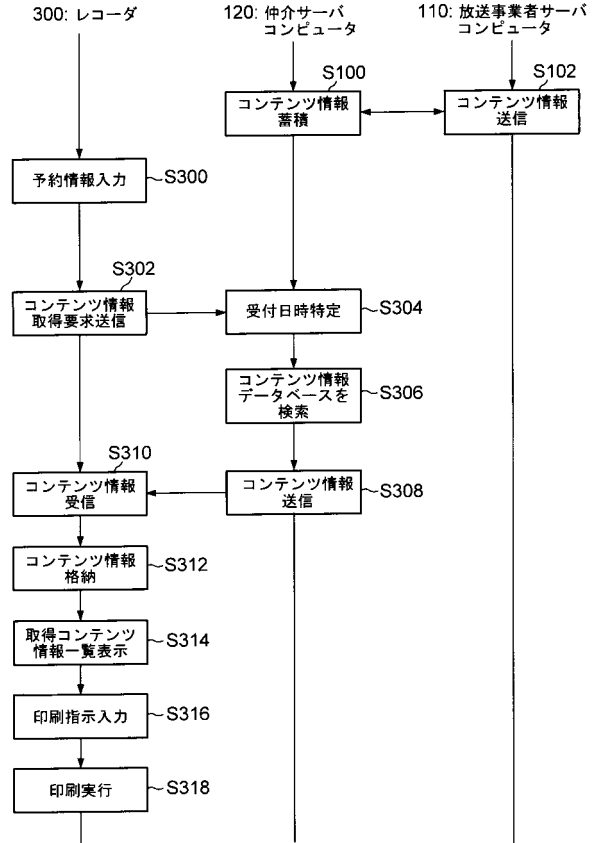 300: レコーダ
120: 仲介サーバ
コンピュータ
110: 放送事業者サーバ
コンピュータ
S100
コンテンツ情報
蓄積
S102
コンテンツ情報
送信
予約情報入力
S300
S302
コンテンツ情報
取得要求送信
受付日時特定
S304
コンテンツ情報
データベースを
検索
S306
S310
コンテンツ情報
受信
コンテンツ情報
送信
S308
コンテンツ情報
格納
S312
取得コンテンツ
情報一覧表示
S314
印刷指示入力
S316
印刷実行
S318